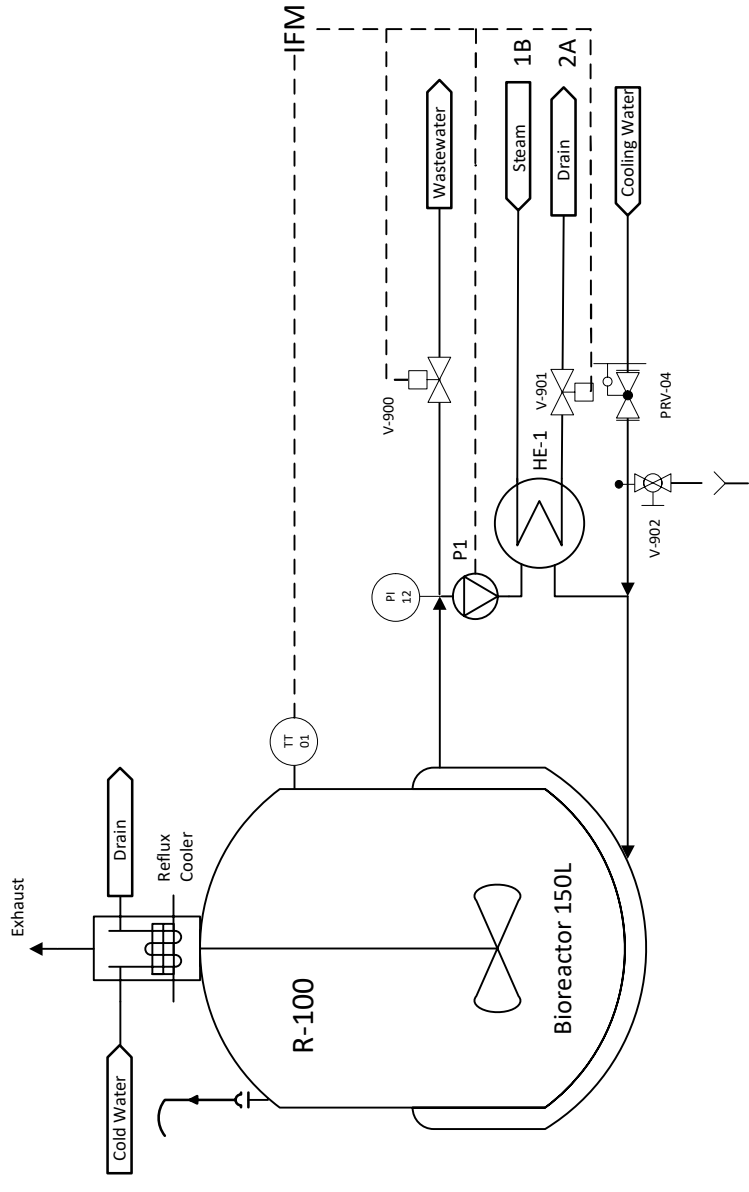 Exhaust
Drain
Reflux
Cooler
Cold Water
R-100
Bioreactor 150L
TT
01
IFM
PI
12
P1
V-900
Wastewater
Steam
1B
HE-1
V-901
Drain
2A
Cooling Water
PRV-04
V-902